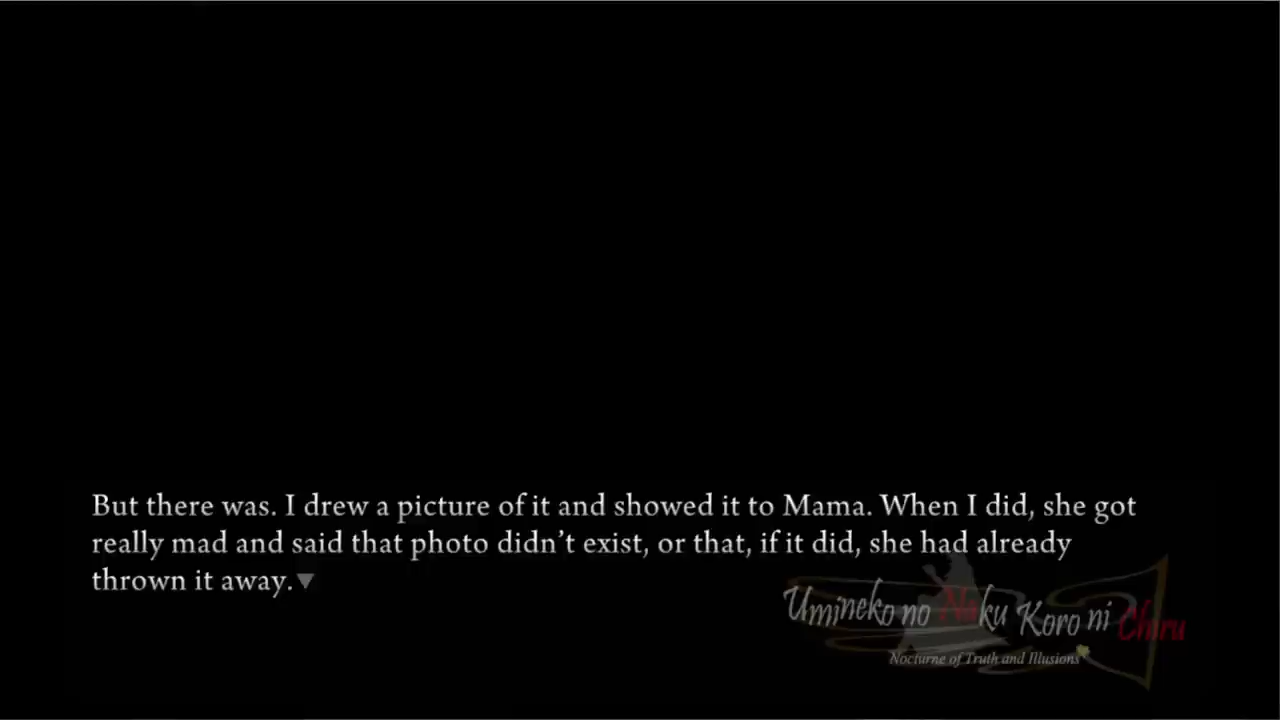 But there was. I drew a picture of it and showed it to Mama. When I did, she got
really mad and said that photo didn't exist, or that, if it did, she had already
thrown it away.
Umineko no Naku Koro ni Chiru
Nocturne of Truth and Illusions